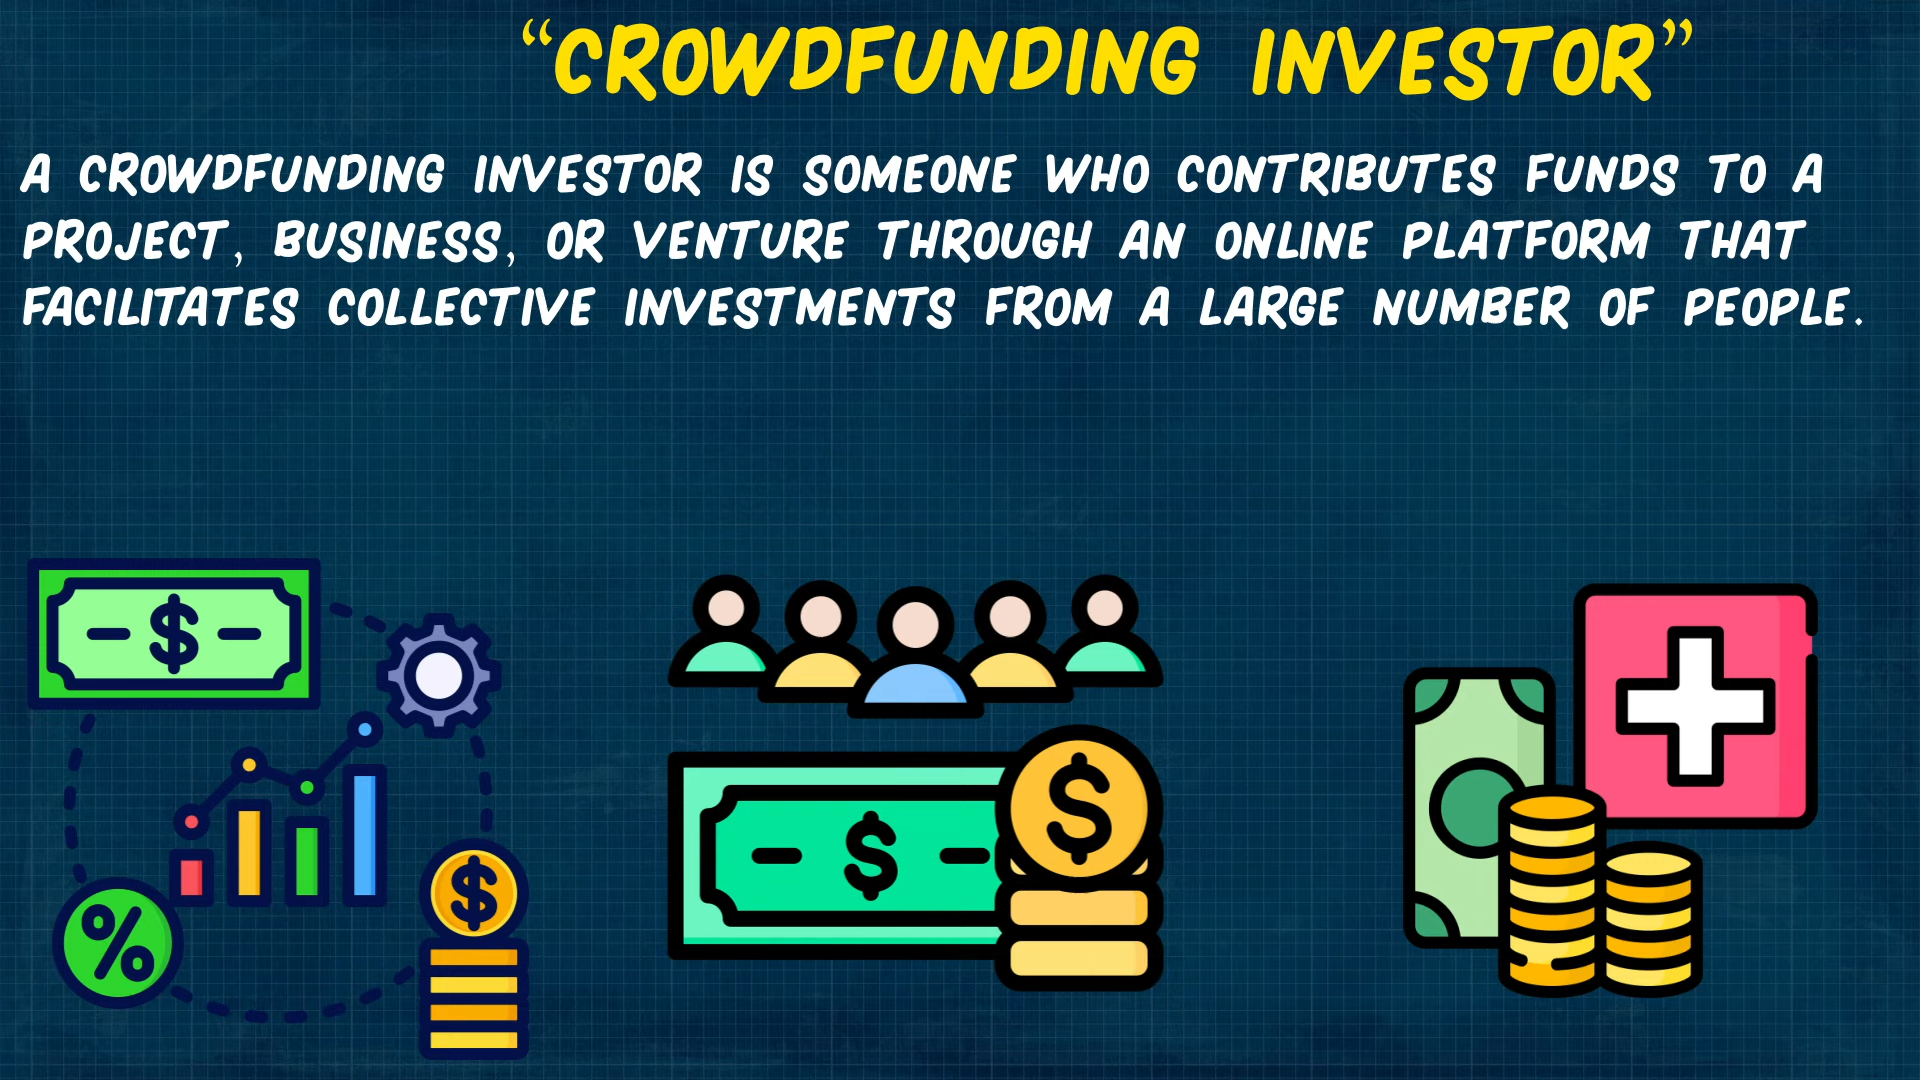 “CROWDFUNDING INVESTOR”
A CROWDFUNDING INVESTOR IS SOMEONE WHO CONTRIBUTES FUNDS TO A
PROJECT, BUSINESS, OR VENTURE THROUGH AN ONLINE PLATFORM THAT
FACILITATES COLLECTIVE INVESTMENTS FROM A LARGE NUMBER OF PEOPLE.
- $ -
%
$
- $ -
$